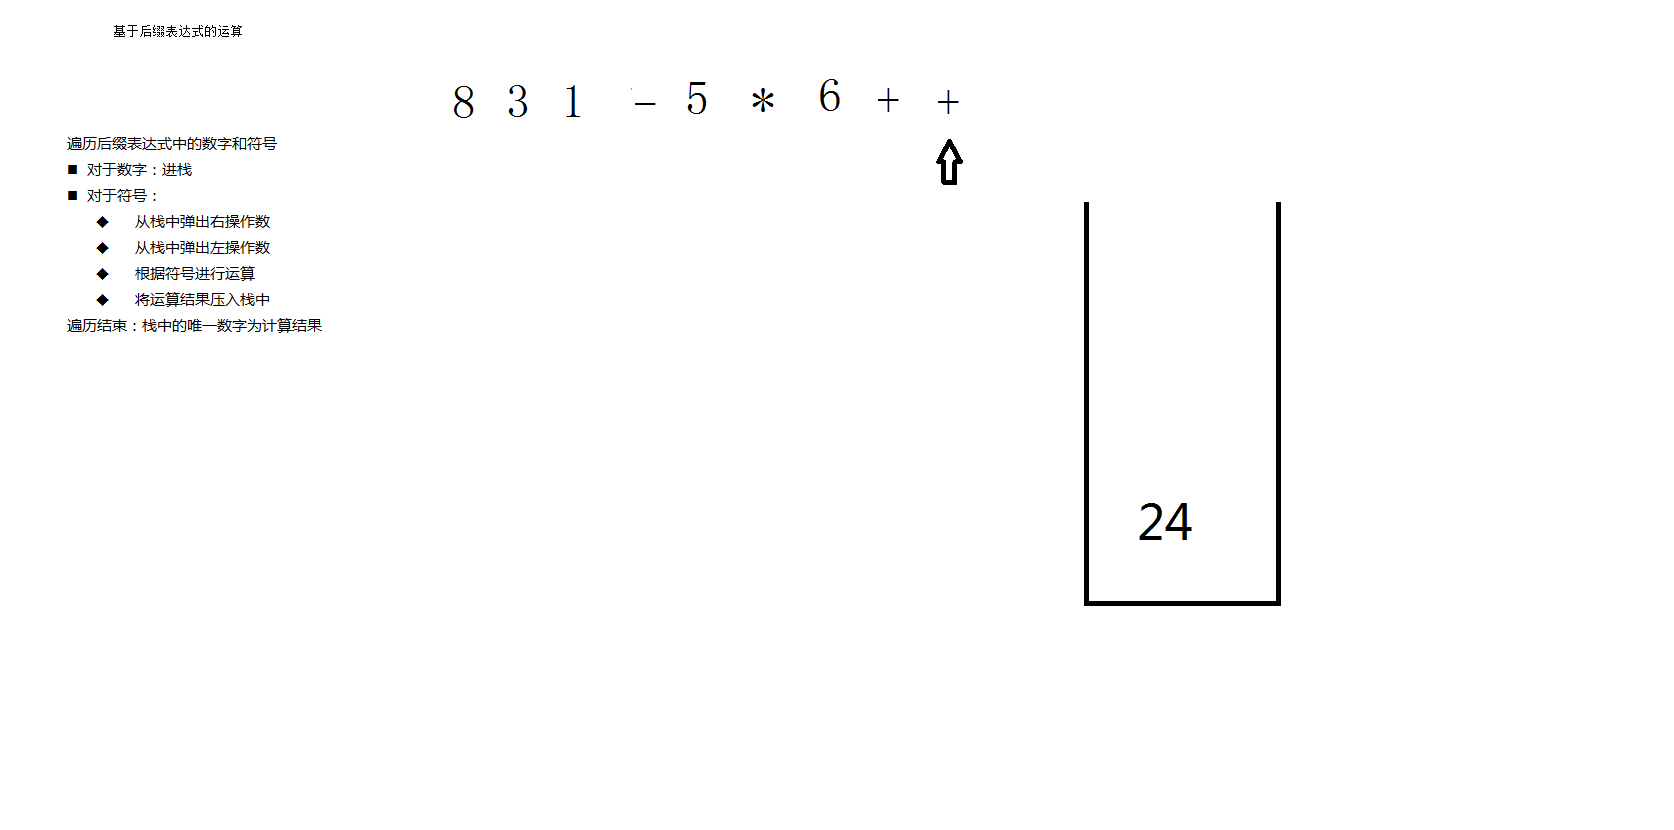 基于后缀表达式的运算
8 3 1 - 5 * 6 + +
遍历后缀表达式中的数字和符号
■ 对于数字：进栈
■ 对于符号：
◆ 从栈中弹出右操作数
◆ 从栈中弹出左操作数
◆ 根据符号进行运算
◆ 将运算结果压入栈中
遍历结束：栈中的唯一数字为计算结果
24